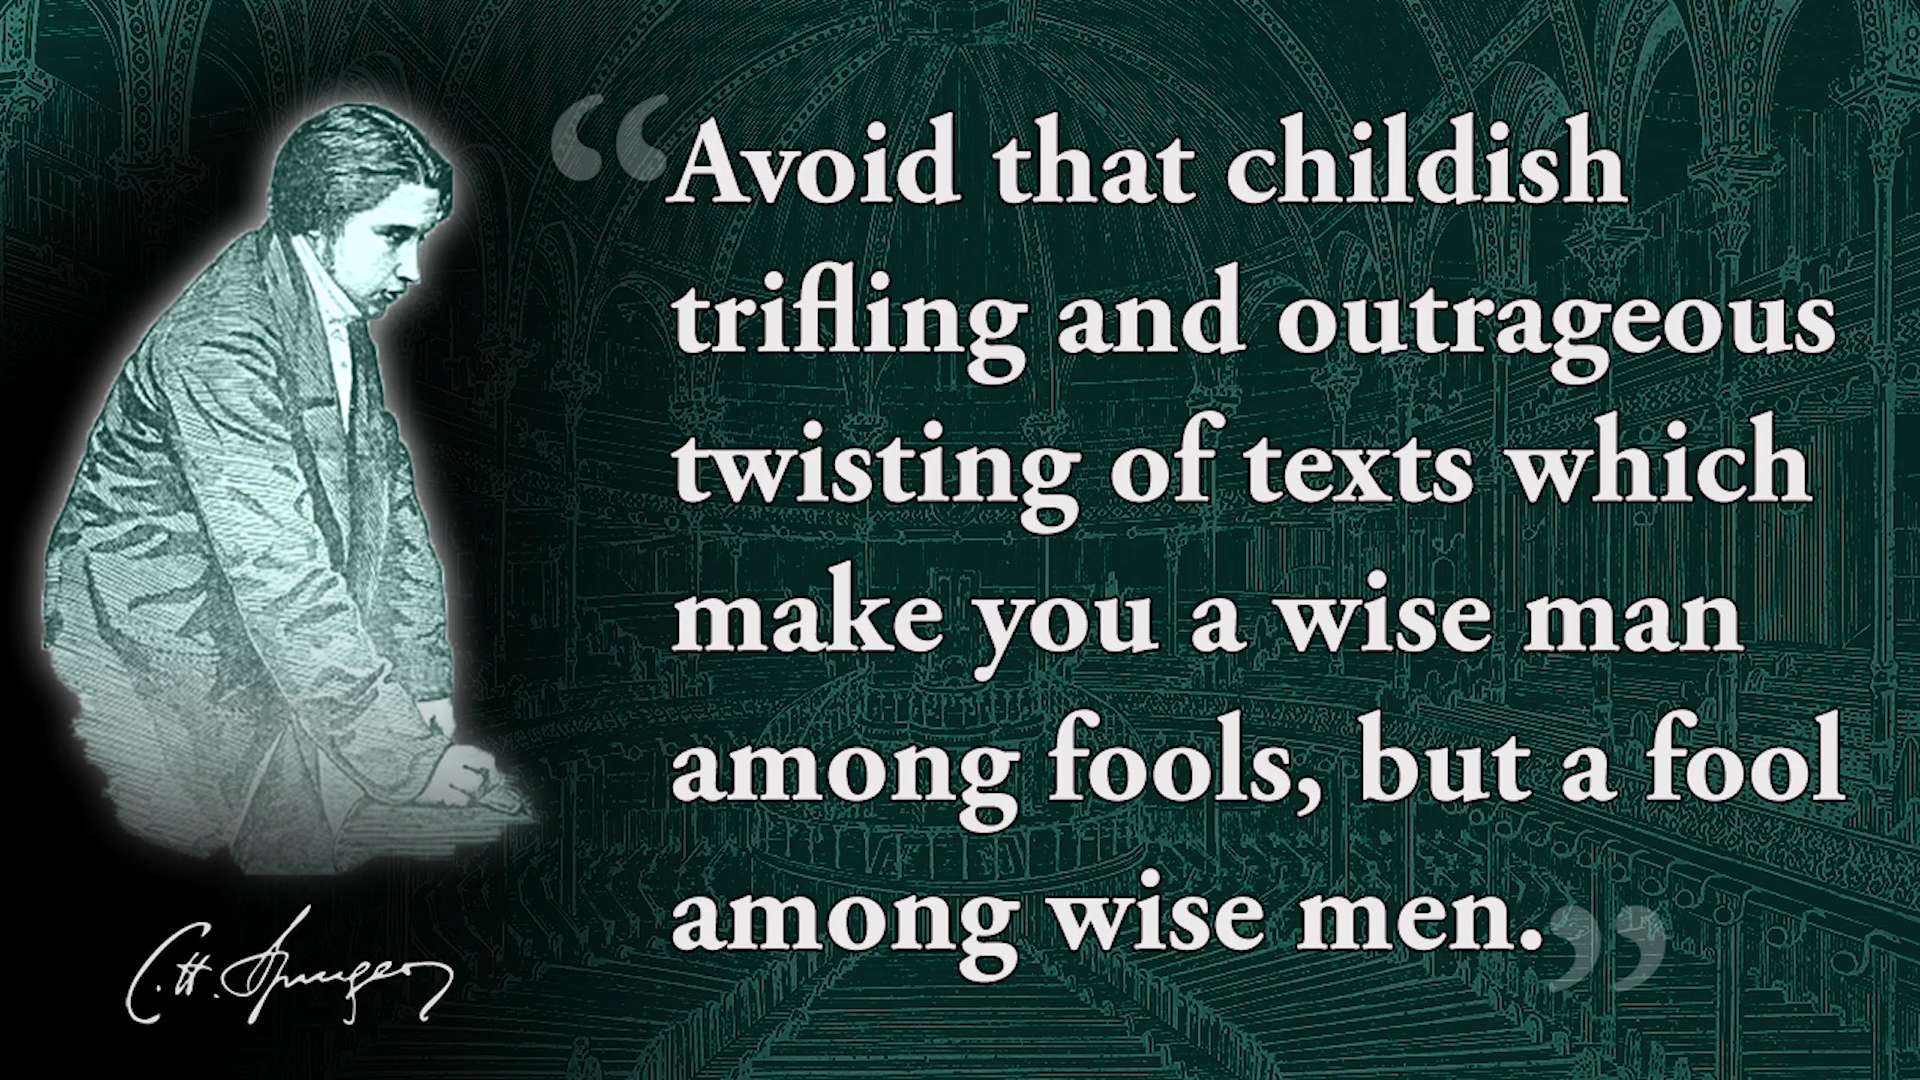 “Avoid that childish
trifling and outrageous
twisting of texts which
make you a wise man
among fools, but a fool
among wise men.”
C. H. Spurgeon